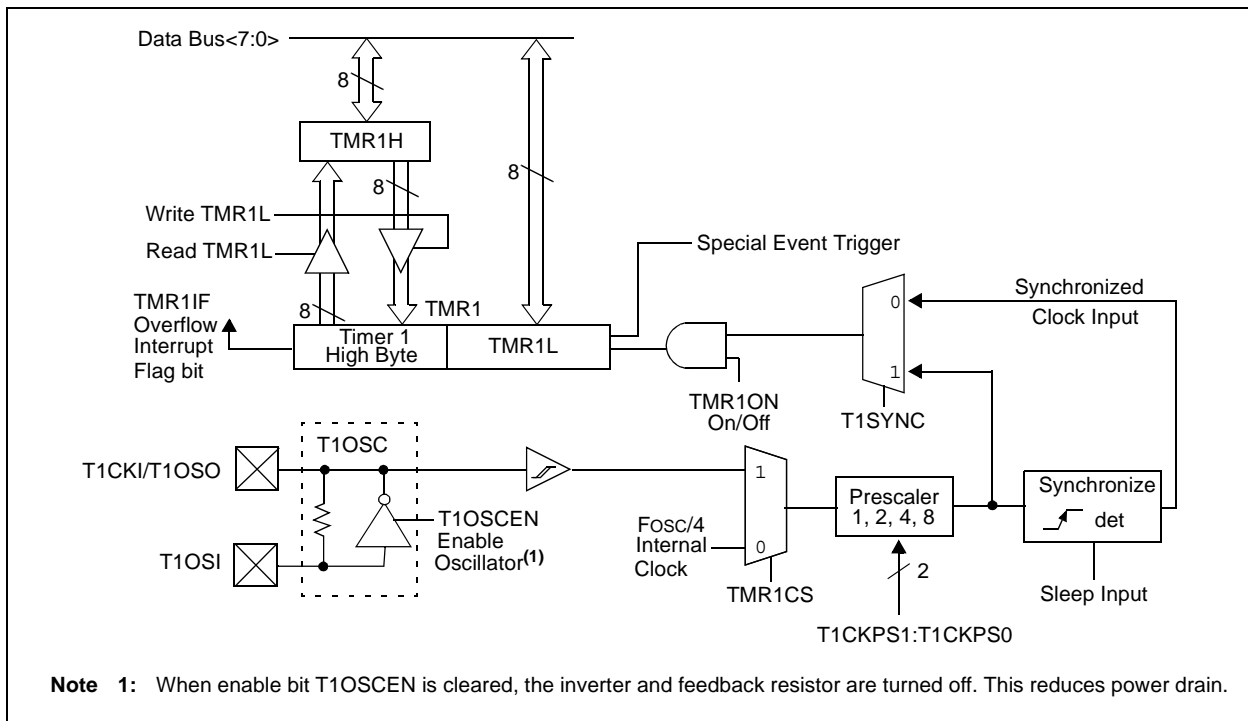 Data Bus<7:0>
8
TMR1H
8
8
Write TMR1L
Read TMR1L
Special Event Trigger
8
TMR1IF
Overflow
Interrupt
Flag bit
TMR1
Timer 1
High Byte
TMR1L
0
1
Synchronized
Clock Input
TMR1ON
On/Off
T1SYNC
T1OSC
T1CKI/T1OSO
T1OSI
T1OSCEN
Enable
Oscillator(1)
1
0
FOSC/4
Internal
Clock
TMR1CS
Prescaler
1, 2, 4, 8
2
T1CKPS1:T1CKPS0
Synchronize
det
Sleep Input
Note 1: When enable bit T1OSCEN is cleared, the inverter and feedback resistor are turned off. This reduces power drain.